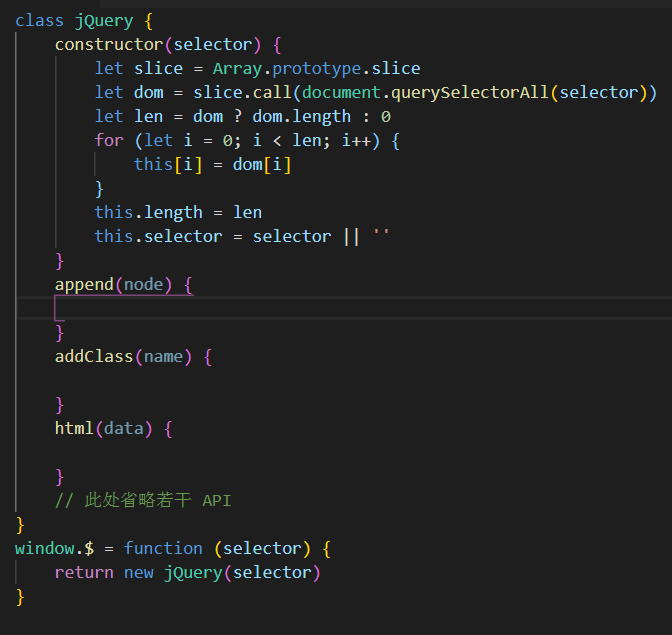 class jQuery {
constructor(selector) {
let slice = Array.prototype.slice
let dom = slice.call(document.querySelectorAll(selector))
let len = dom ? dom.length : 0
for (let i = 0; i < len; i++) {
this[i] = dom[i]
}
this.length = len
this.selector = selector || ''
}
append(node) {
}
addClass(name) {
}
html(data) {
}
// 此处省略若干 API
}
window.$ = function (selector) {
return new jQuery(selector)
}